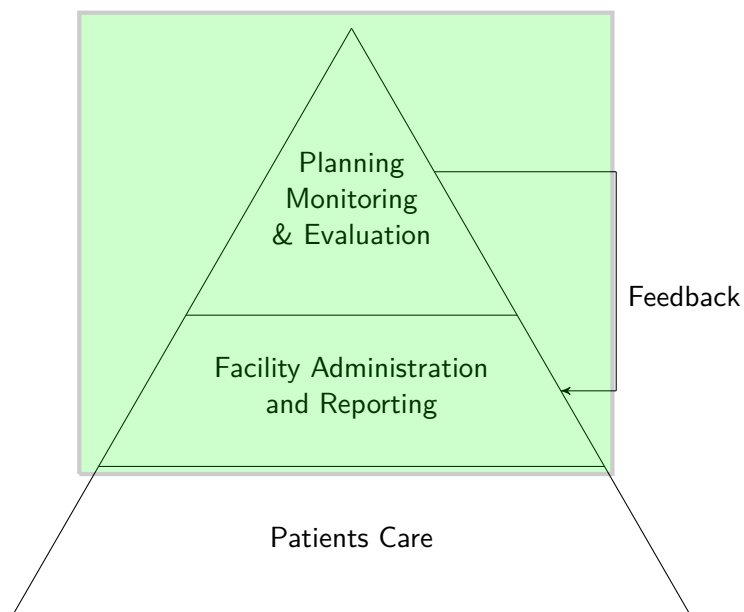 Planning
Monitoring
& Evaluation
Feedback
Facility Administration
and Reporting
Patients Care